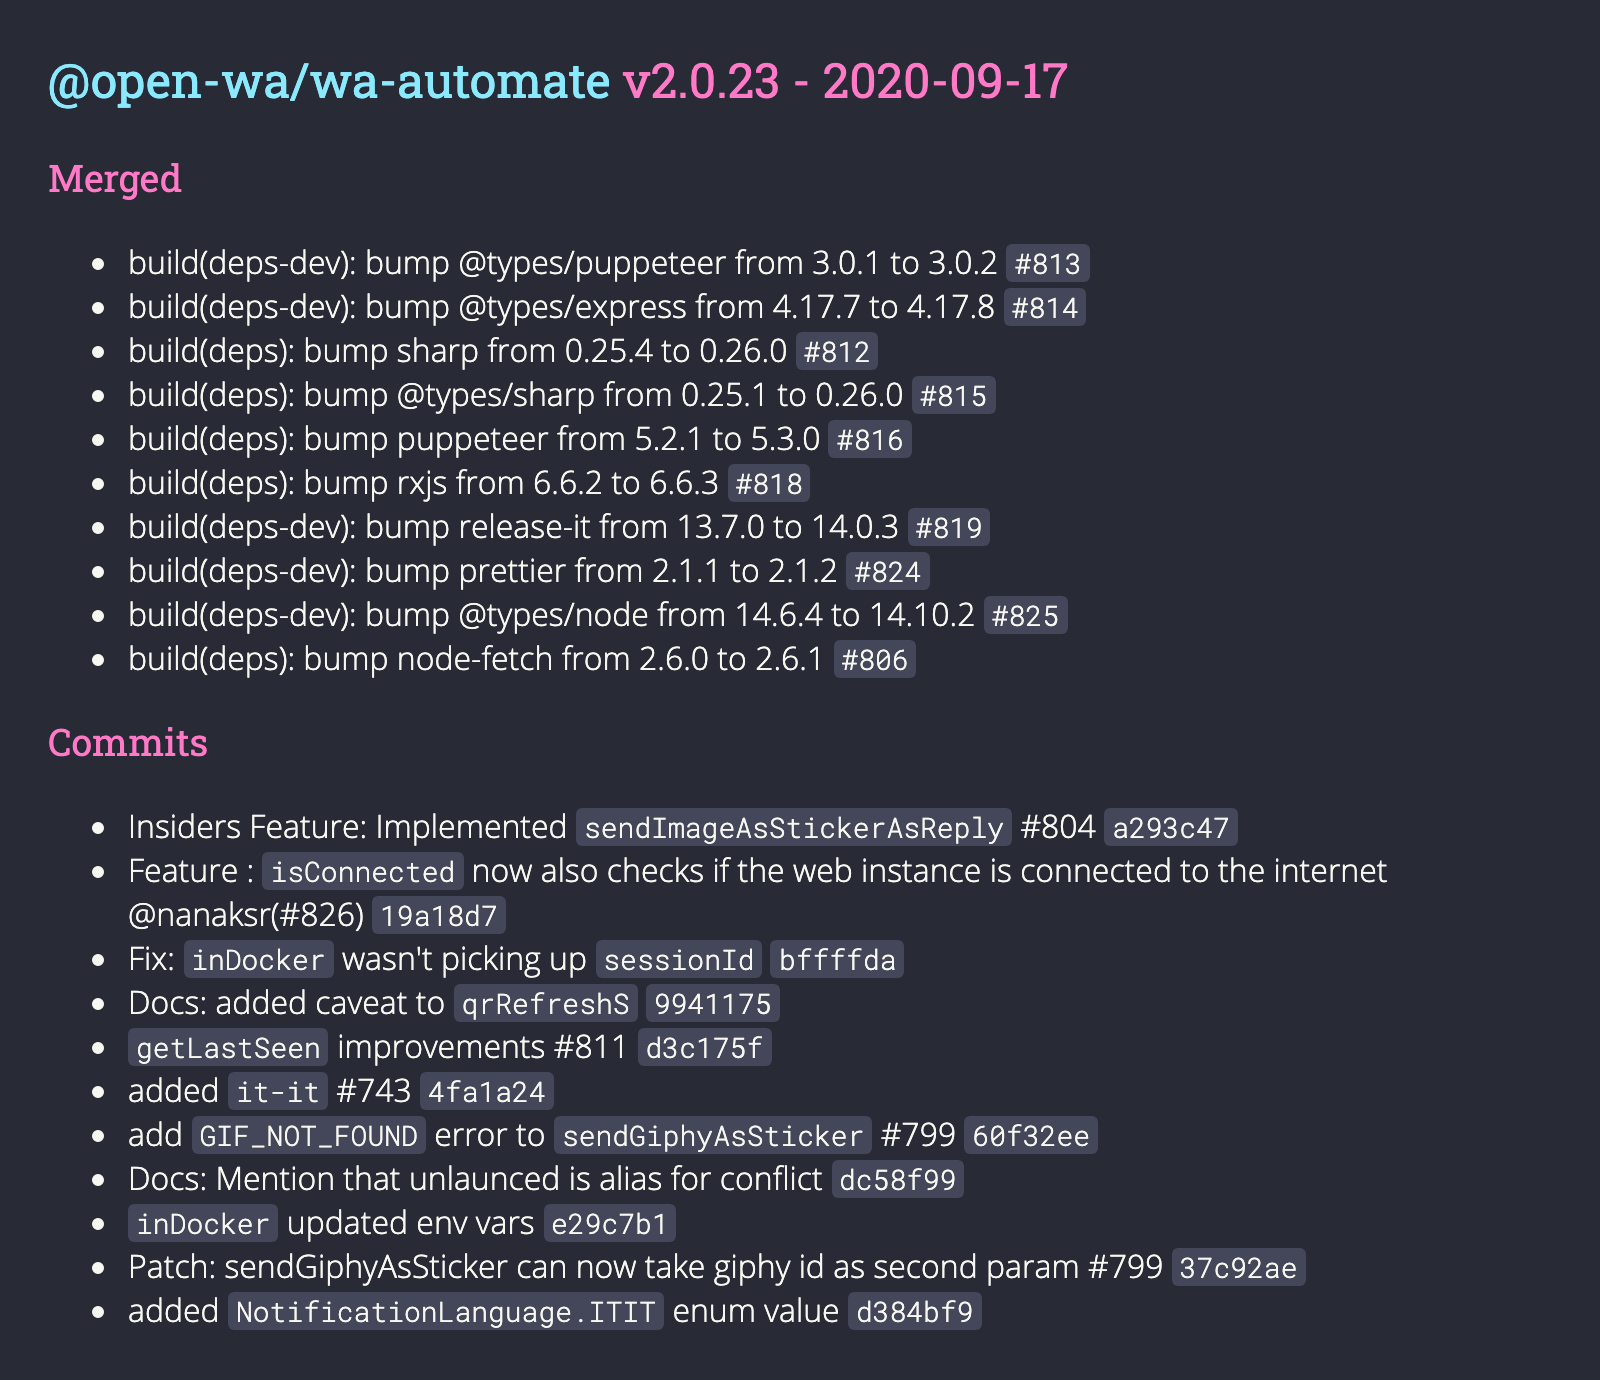 @open-wa/wa-automate v2.0.23 - 2020-09-17
Merged
build(deps-dev): bump @types/puppeteer from 3.0.1 to 3.0.2 #813
build(deps-dev): bump @types/express from 4.17.7 to 4.17.8 #814
build(deps): bump sharp from 0.25.4 to 0.26.0 #812
build(deps): bump @types/sharp from 0.25.1 to 0.26.0 #815
build(deps): bump puppeteer from 5.2.1 to 5.3.0 #816
build(deps): bump rxjs from 6.6.2 to 6.6.3 #818
build(deps-dev): bump release-it from 13.7.0 to 14.0.3 #819
build(deps-dev): bump prettier from 2.1.1 to 2.1.2 #824
build(deps-dev): bump @types/node from 14.6.4 to 14.10.2 #825
build(deps): bump node-fetch from 2.6.0 to 2.6.1 #806
Commits
Insiders Feature: Implemented sendImageAsStickerAsReply #804 a293c47
Feature : isConnected now also checks if the web instance is connected to the internet
@nanaksr(#826) 19a18d7
Fix: inDocker wasn't picking up sessionId bffffda
Docs: added caveat to qrRefreshS 9941175
getLastSeen improvements #811 d3c175f
added it-it #743 4fa1a24
add GIF_NOT_FOUND error to sendGiphyAsSticker #799 60f32ee
Docs: Mention that unlaunced is alias for conflict dc58f99
inDocker updated env vars e29c7b1
Patch: sendGiphyAsSticker can now take giphy id as second param #799 37c92ae
added NotificationLanguage.ITIT enum value d384bf9